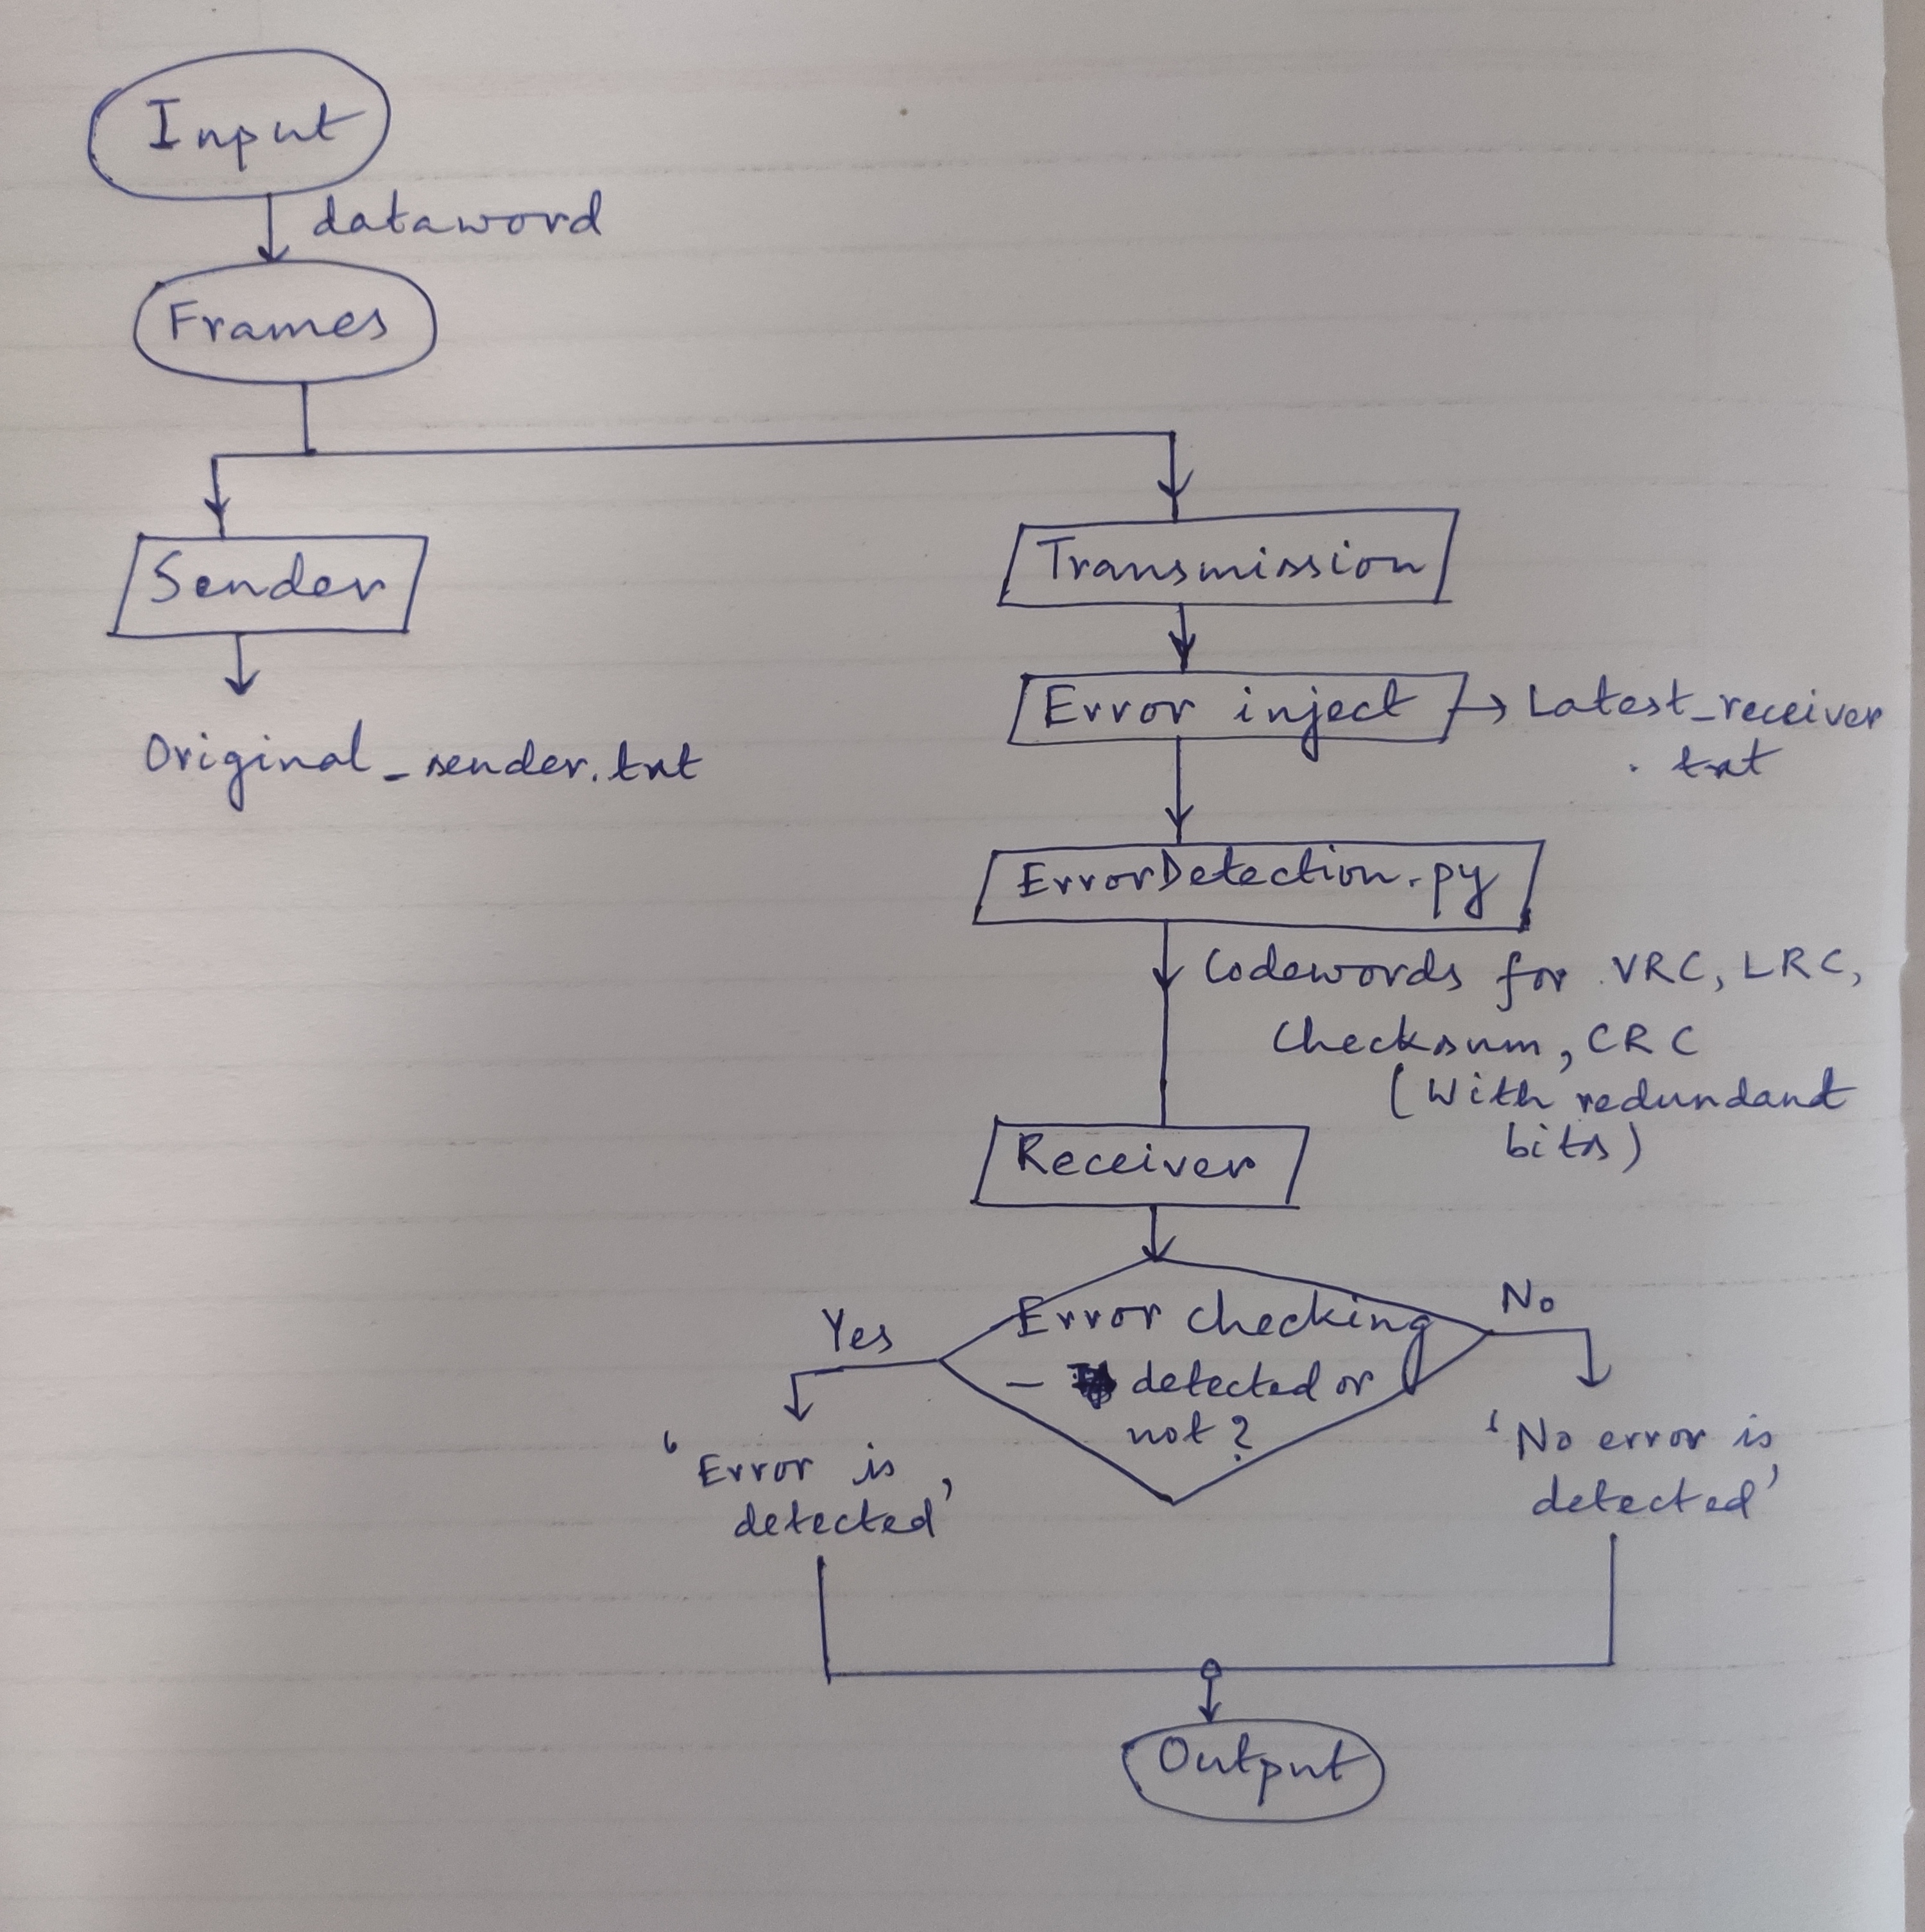 Input
dataword
Frames
Sender
Original_sender.txt
Transmission
Error inject
Latest_receiver
.txt
ErrorDetection.py
Codewords for VRC, LRC,
Checksum, CRC
(With redundant
bits)
Receiver
Error checking
– detected or
not?
Yes
'Error is
detected'
No
'No error is
detected'
Output